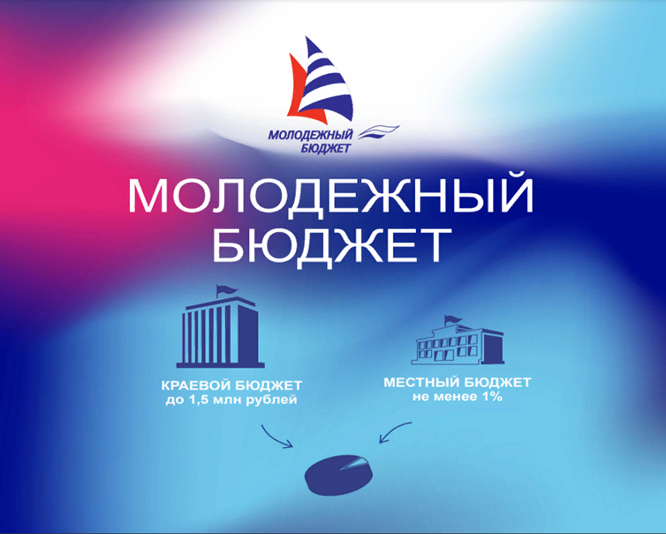 МОЛОДЕЖНЫЙ
БЮДЖЕТ
МОЛОДЕЖНЫЙ
БЮДЖЕТ
КРАЕВОЙ БЮДЖЕТ
до 1,5 млн рублей
МЕСТНЫЙ БЮДЖЕТ
не менее 1%